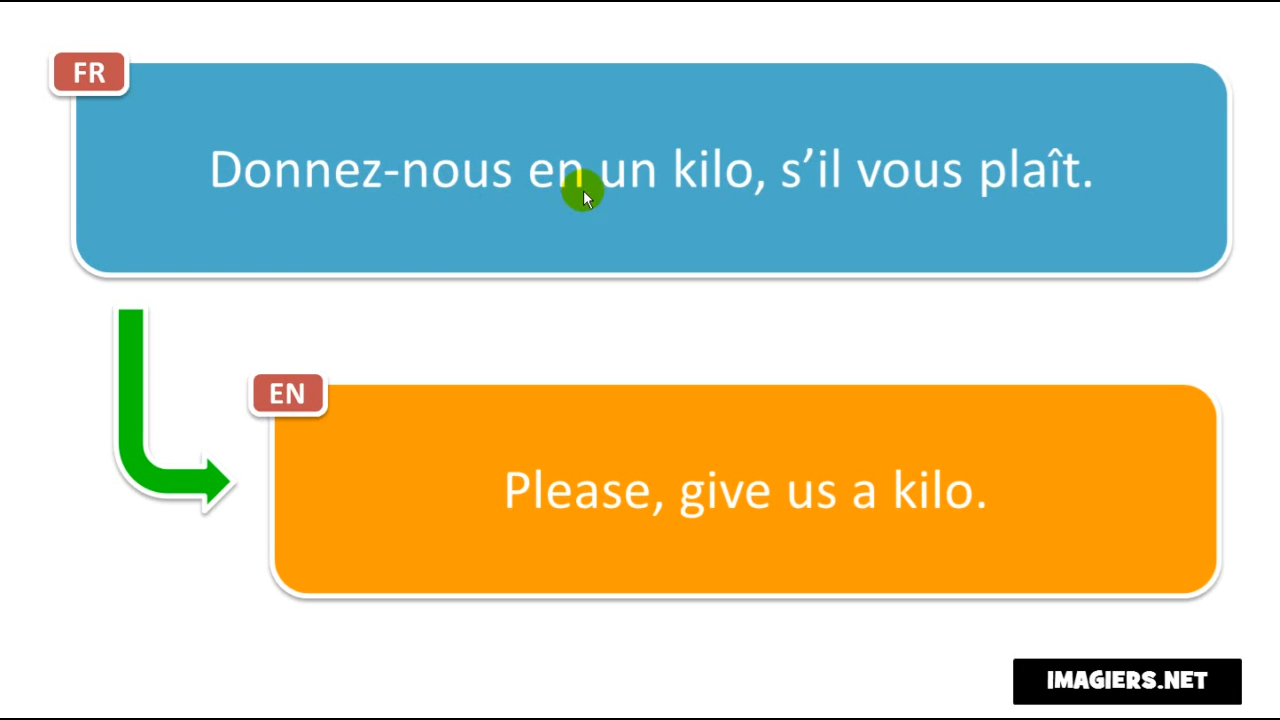 FR
Donnez-nous en un kilo, s’il vous plaît.
EN
Please, give us a kilo.
IMAGIERS.NET